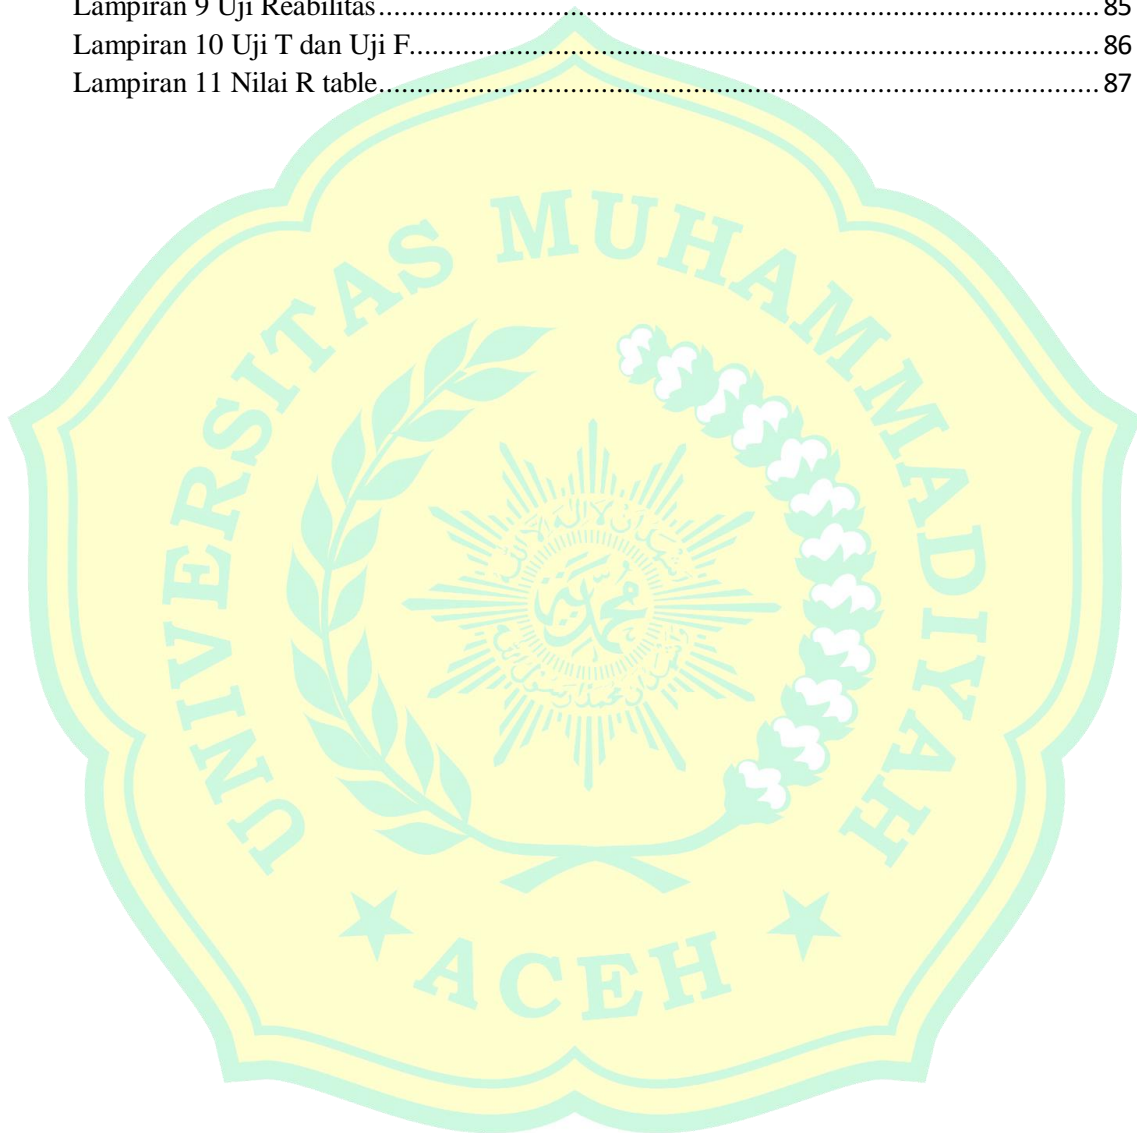 Lampiran 9 Uji Reabilitas........................................................................................................ 85
Lampiran 10 Uji T dan Uji F.................................................................................................... 86
Lampiran 11 Nilai R table........................................................................................................ 87
UNIVERSITAS MUHAMMADIYAH
ACEH